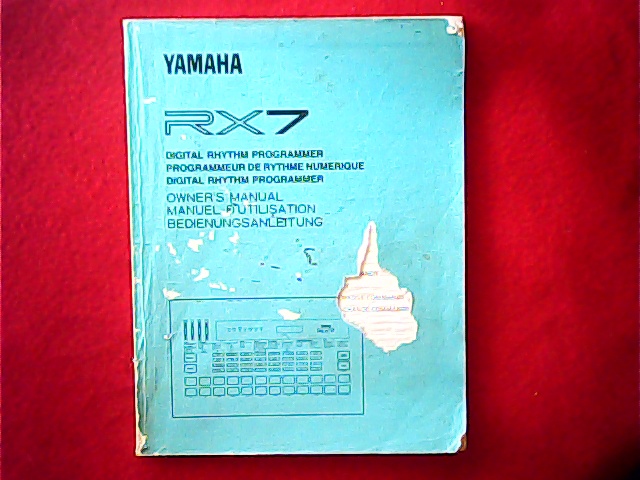 YAMAHA
RX7
DIGITAL RHYTHM PROGRAMMER
PROGRAMMEUR DE RYTHME NUMERIQUE
DIGITAL RHYTHM PROGRAMMER
OWNER'S MANUAL
MANUEL D'UTILISATION
BEDIENUNGSANLEITUNG